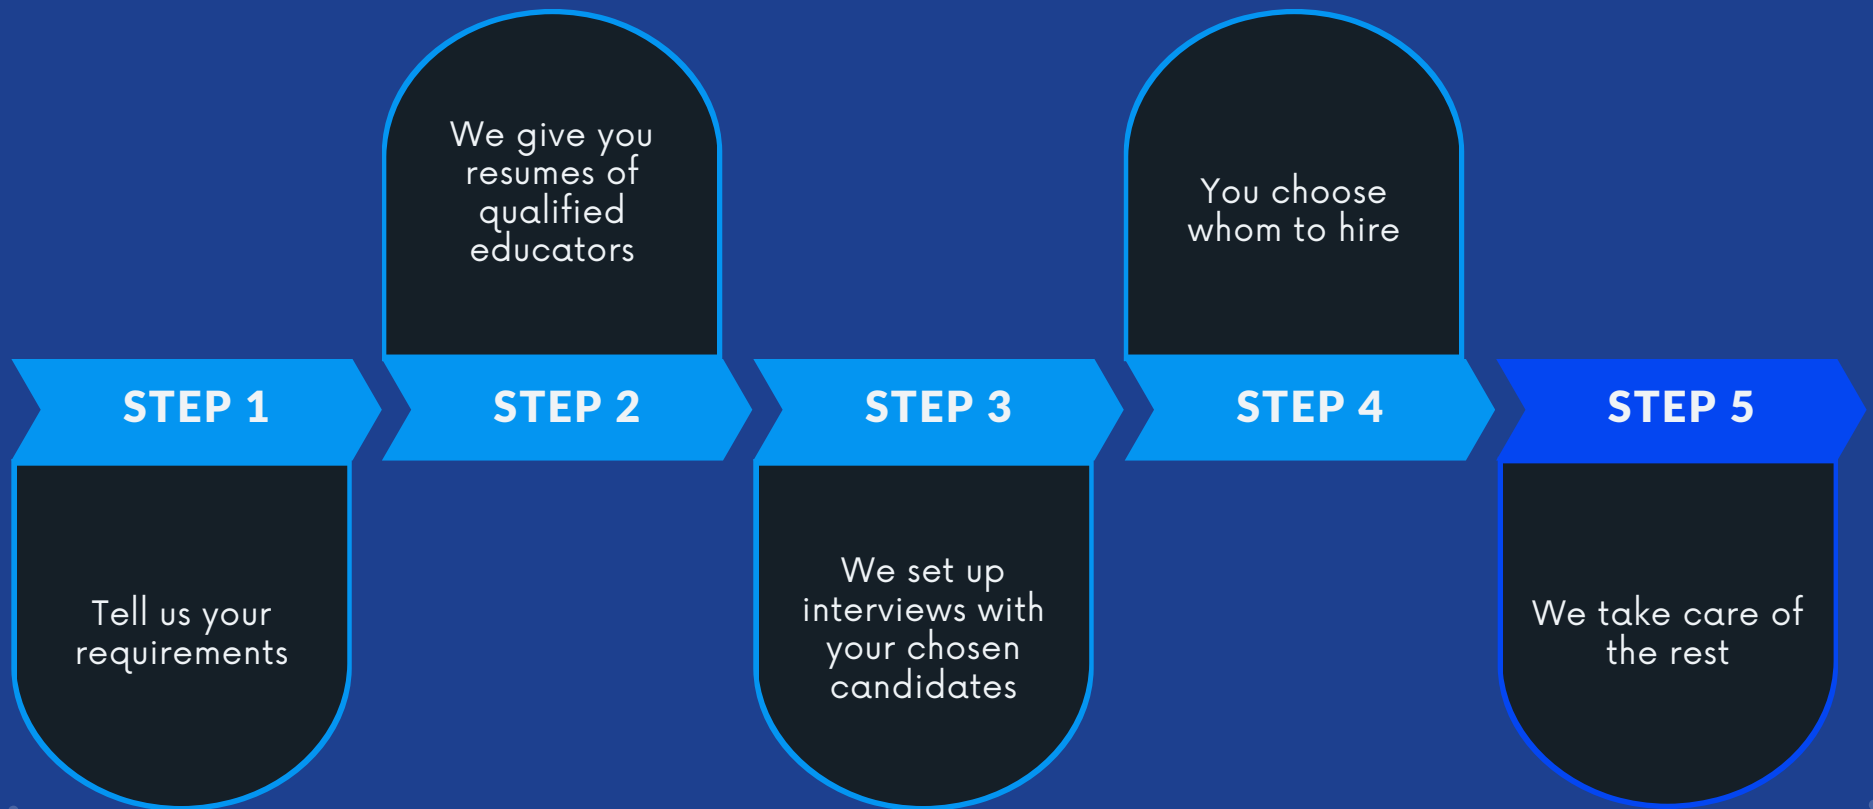 STEP 1
Tell us your
requirements
STEP 2
We give you
resumes of
qualified
educators
STEP 3
We set up
interviews with
your chosen
candidates
STEP 4
You choose
whom to hire
STEP 5
We take care of
the rest